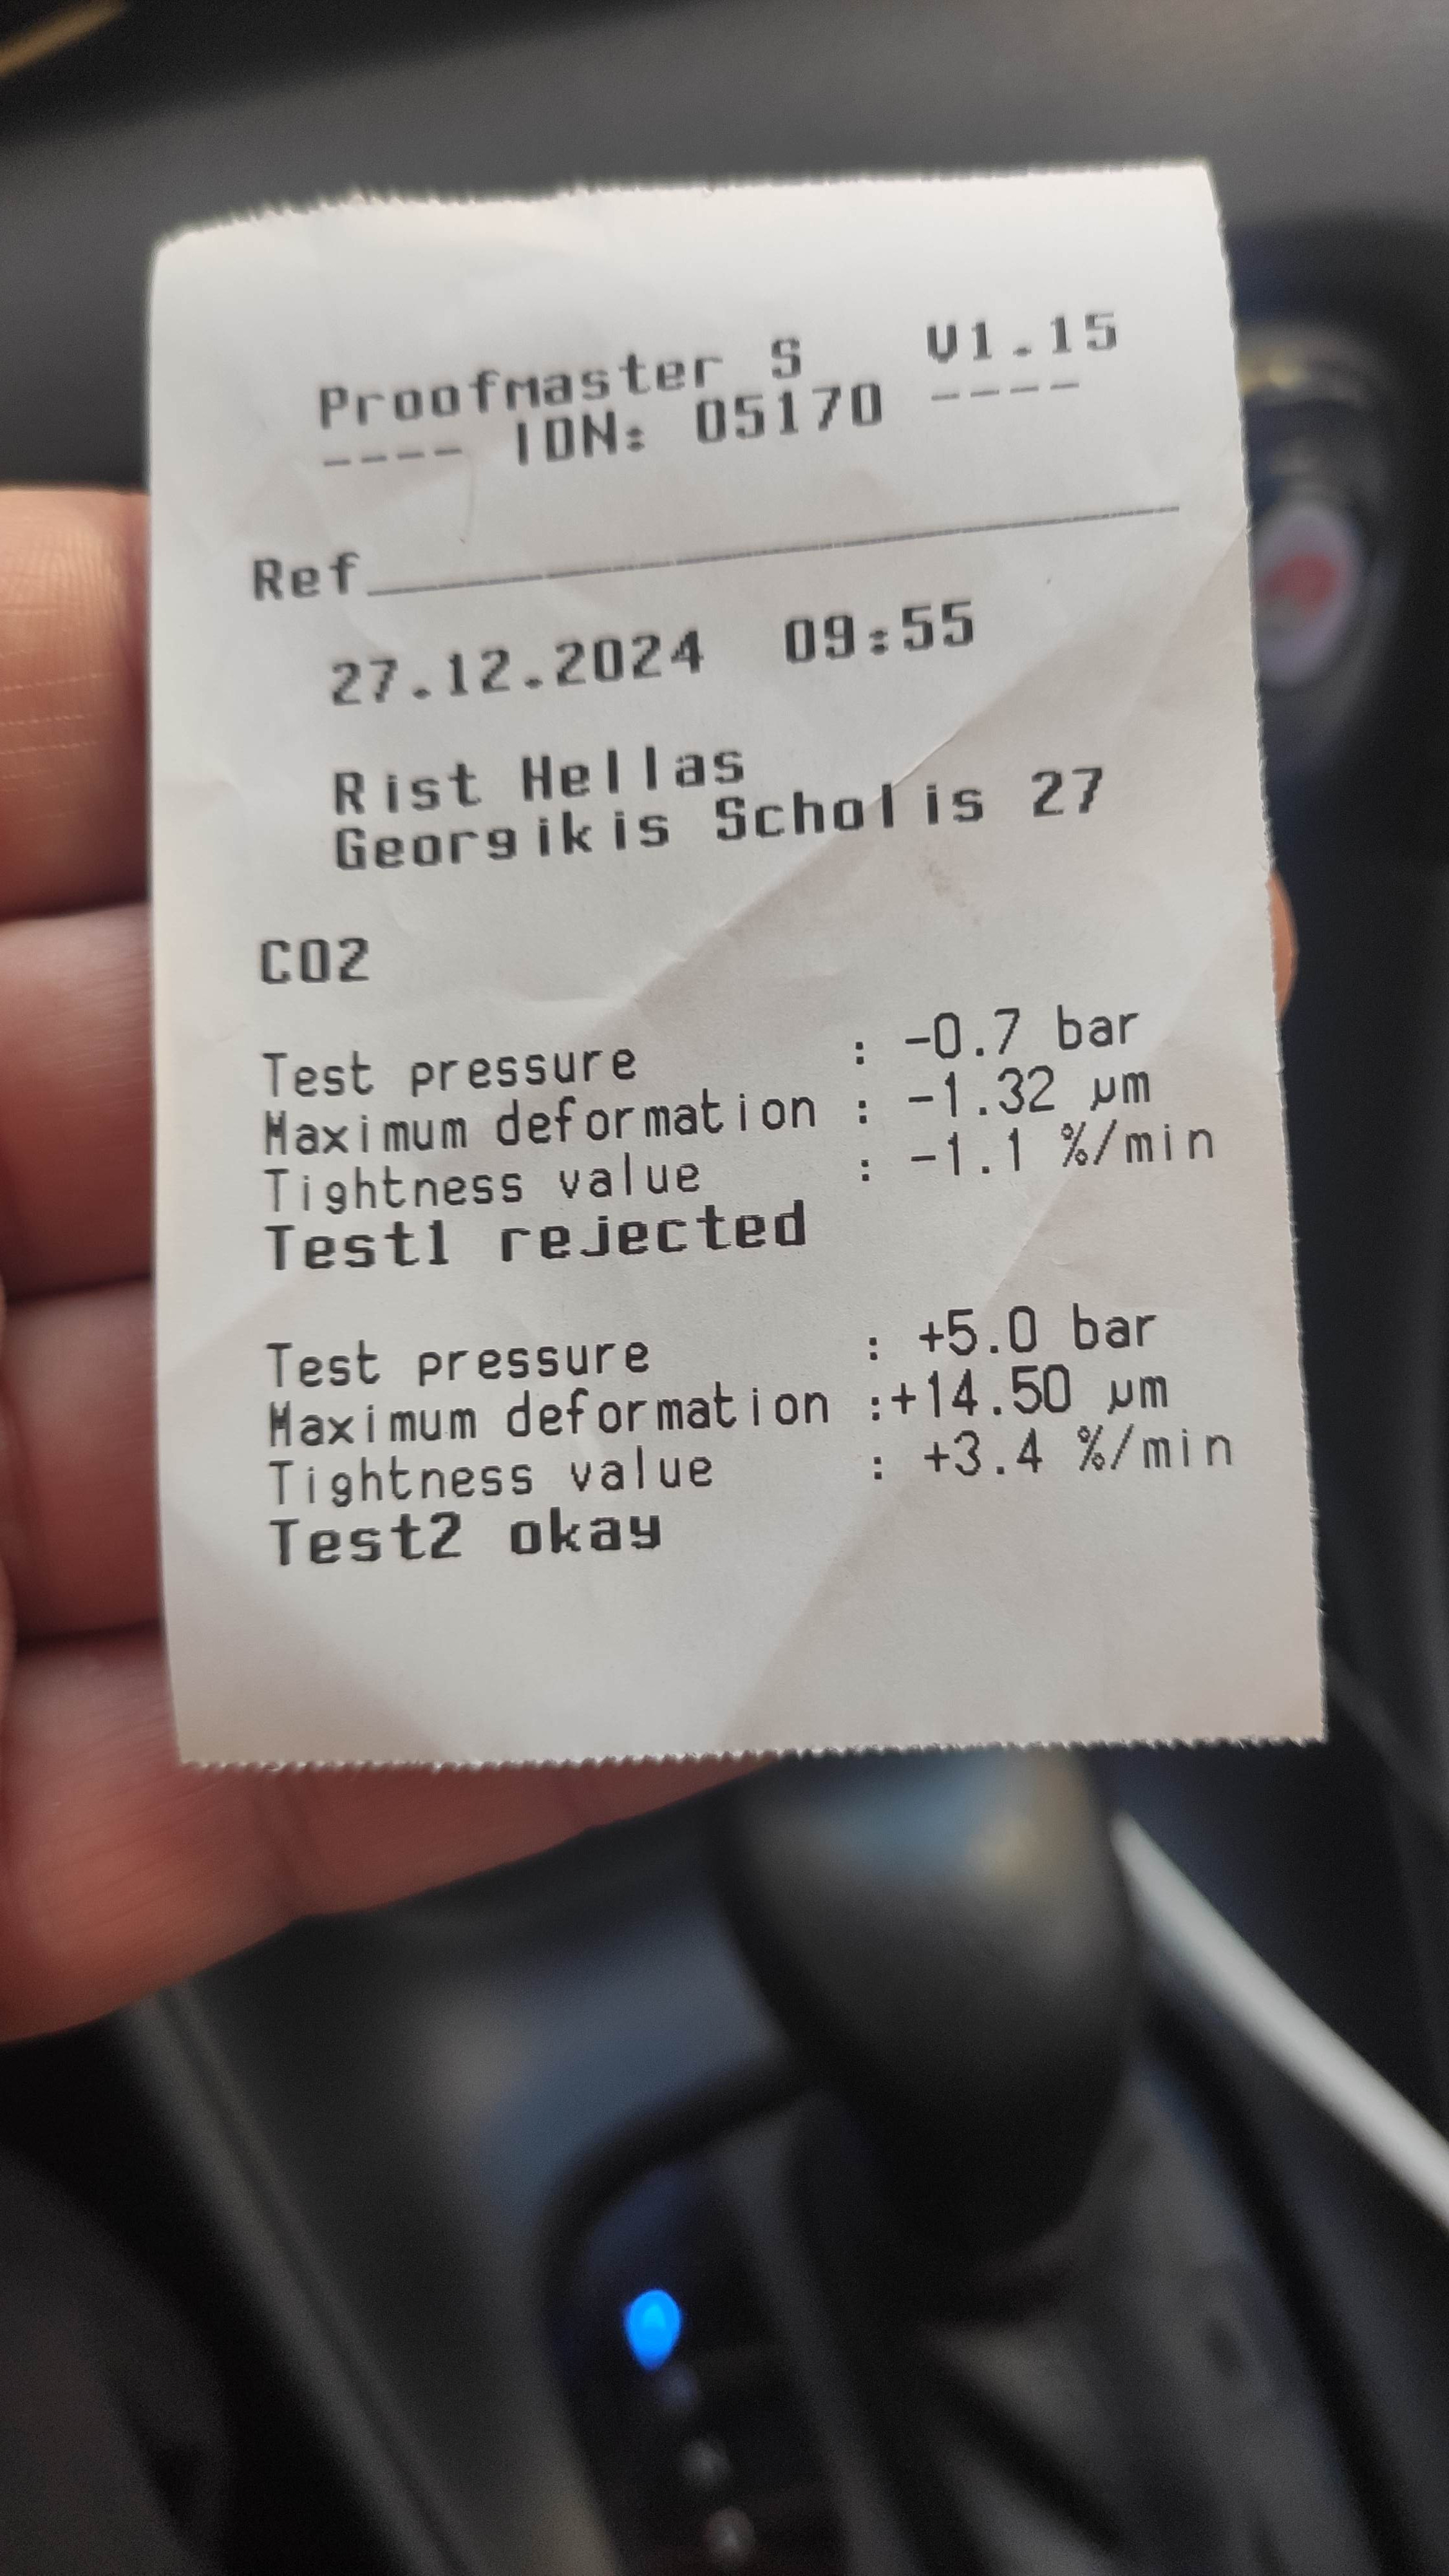 Proofmaster S V1.15
---- IDN: 05170 ----
Ref
27.12.2024 09:55
Rist Hellas
Georgikis Scholis 27
CO2
Test pressure : -0.7 bar
Maximum deformation : -1.32 µm
Tightness value : -1.1 %/min
Test1 rejected
Test pressure : +5.0 bar
Maximum deformation :+14.50 µm
Tightness value : +3.4 %/min
Test2 okay